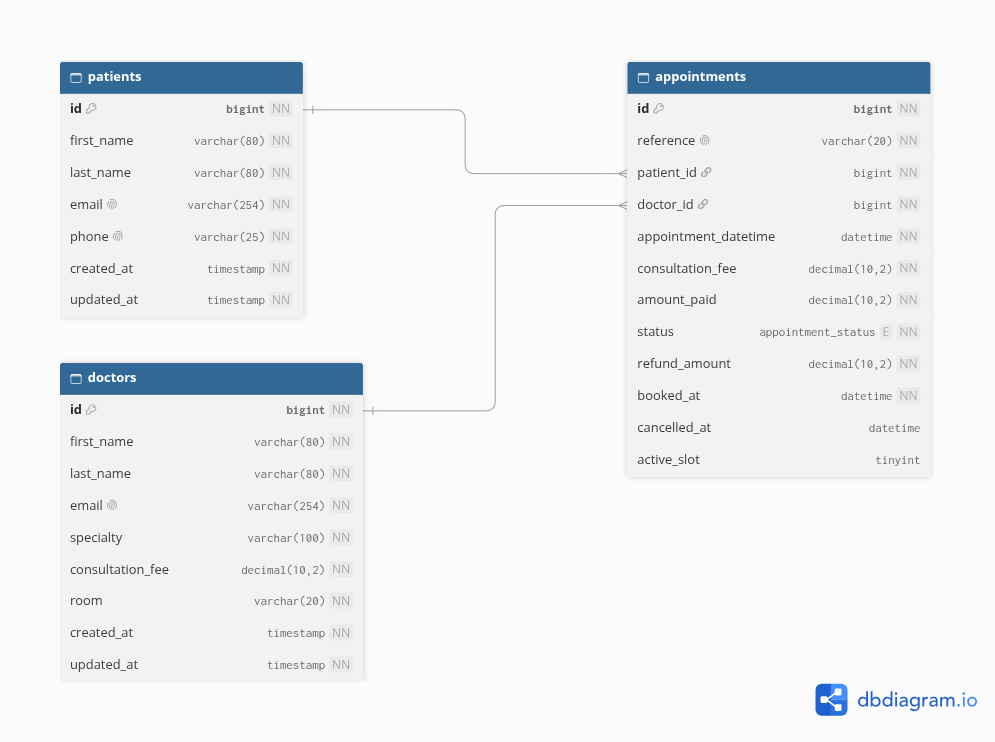 patients
id bigint NN
first_name varchar(80) NN
last_name varchar(80) NN
email varchar(254) NN
phone varchar(25) NN
created_at timestamp NN
updated_at timestamp NN
doctors
id bigint NN
first_name varchar(80) NN
last_name varchar(80) NN
email varchar(254) NN
specialty varchar(100) NN
consultation_fee decimal(10,2) NN
room varchar(20) NN
created_at timestamp NN
updated_at timestamp NN
appointments
id bigint NN
reference varchar(20) NN
patient_id bigint NN
doctor_id bigint NN
appointment_datetime datetime NN
consultation_fee decimal(10,2) NN
amount_paid decimal(10,2) NN
status appointment_status E NN
refund_amount decimal(10,2) NN
booked_at datetime NN
cancelled_at datetime
active_slot tinyint
dbdiagram.io